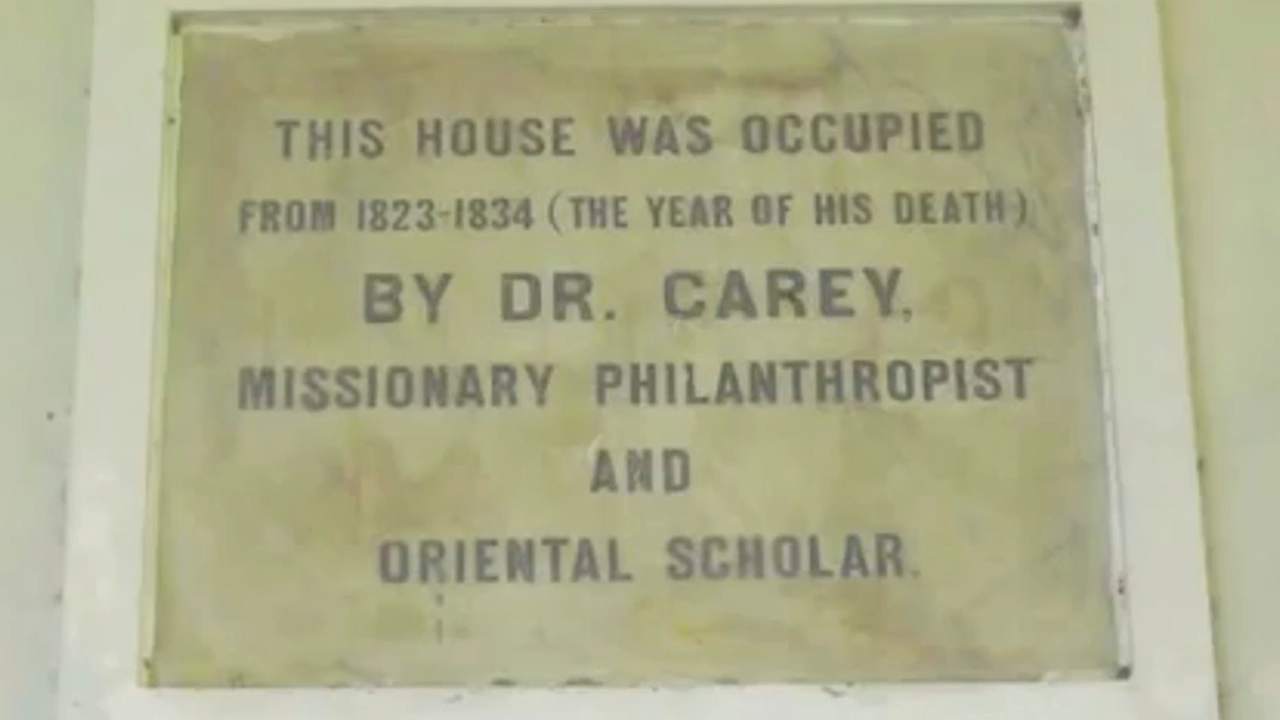 THIS HOUSE WAS OCCUPIED
FROM 1823-1834 (THE YEAR OF HIS DEATH)
BY DR. CAREY,
MISSIONARY PHILANTHROPIST
AND
ORIENTAL SCHOLAR.